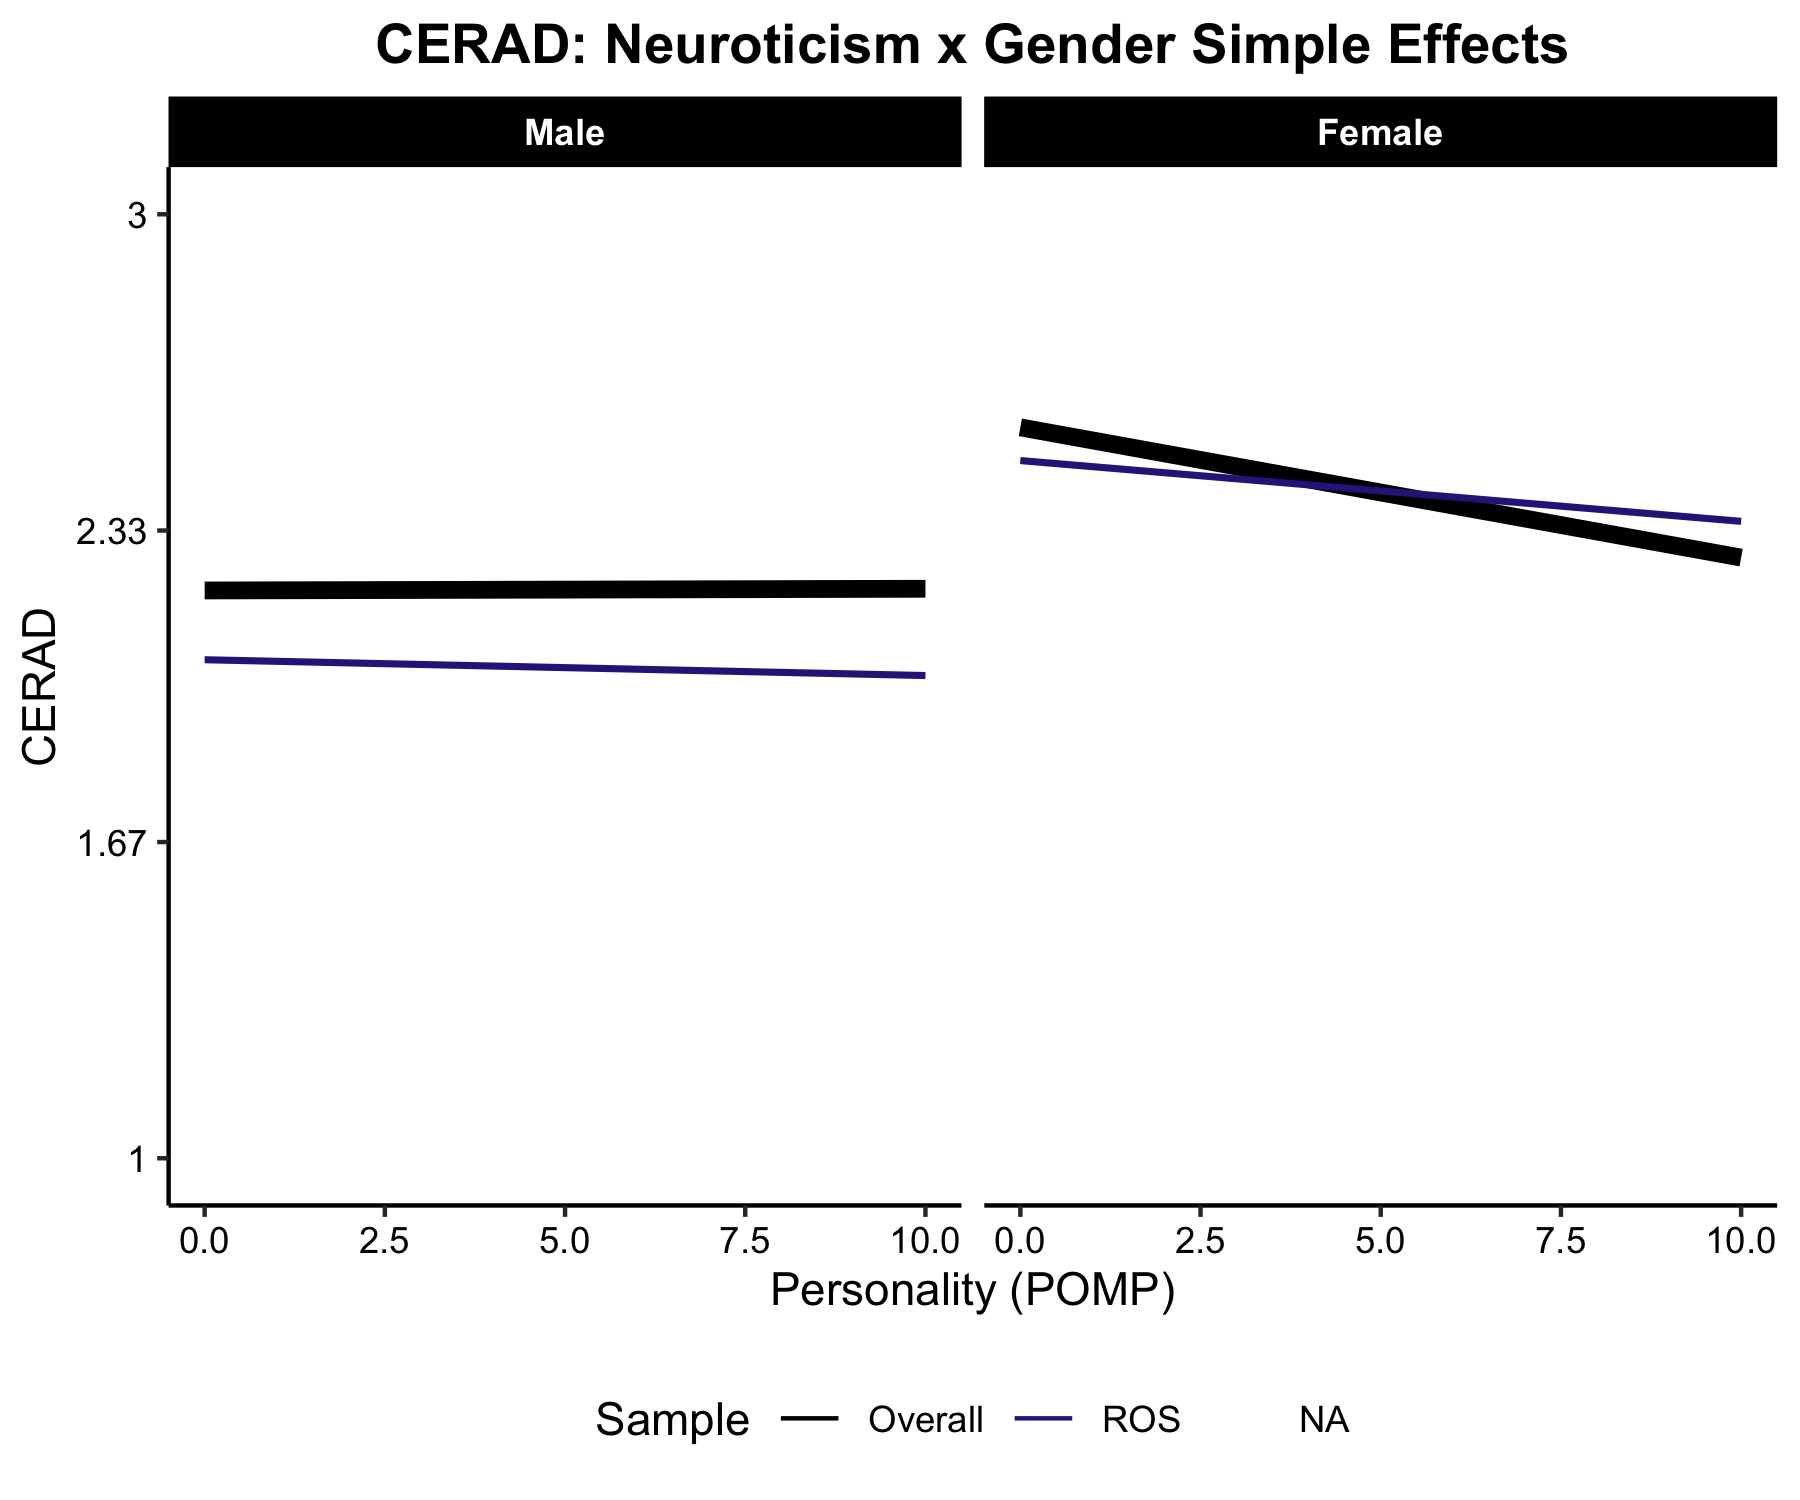 CERAD: Neuroticism x Gender Simple Effects
Male
Female
CERAD
3
2.33
1.67
1
0.0 2.5 5.0 7.5 10.0
0.0 2.5 5.0 7.5 10.0
Personality (POMP)
Sample Overall ROS NA